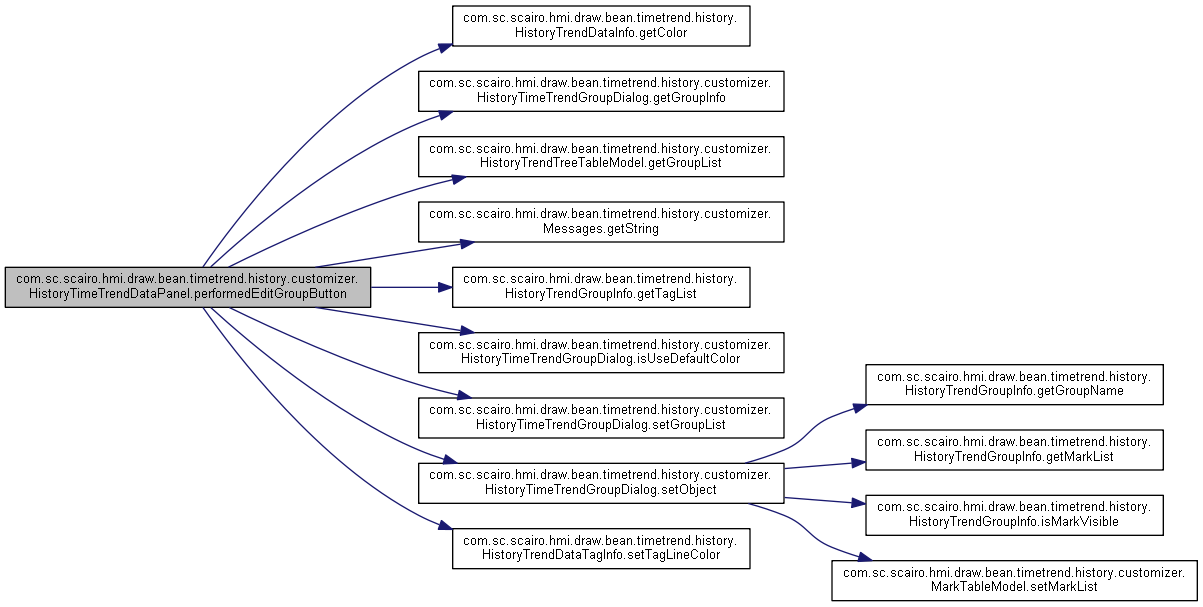 com.sc.scairo.hmi.draw.bean.timetrend.history.
HistoryTrendDataInfo.getColor
com.sc.scairo.hmi.draw.bean.timetrend.history.customizer.
HistoryTimeTrendGroupDialog.getGroupInfo
com.sc.scairo.hmi.draw.bean.timetrend.history.customizer.
HistoryTrendTreeTableModel.getGroupList
com.sc.scairo.hmi.draw.bean.timetrend.history.customizer.
Messages.getString
com.sc.scairo.hmi.draw.bean.timetrend.history.customizer.
HistoryTimeTrendDataPanel.performedEditGroupButton
com.sc.scairo.hmi.draw.bean.timetrend.history.
HistoryTrendGroupInfo.getTagList
com.sc.scairo.hmi.draw.bean.timetrend.history.customizer.
HistoryTimeTrendGroupDialog.isUseDefaultColor
com.sc.scairo.hmi.draw.bean.timetrend.history.customizer.
HistoryTimeTrendGroupDialog.setGroupList
com.sc.scairo.hmi.draw.bean.timetrend.history.customizer.
HistoryTimeTrendGroupDialog.setObject
com.sc.scairo.hmi.draw.bean.timetrend.history.
HistoryTrendDataTagInfo.setTagLineColor
com.sc.scairo.hmi.draw.bean.timetrend.history.
HistoryTrendGroupInfo.getGroupName
com.sc.scairo.hmi.draw.bean.timetrend.history.
HistoryTrendGroupInfo.getMarkList
com.sc.scairo.hmi.draw.bean.timetrend.history.
HistoryTrendGroupInfo.isMarkVisible
com.sc.scairo.hmi.draw.bean.timetrend.history.customizer.
MarkTableModel.setMarkList